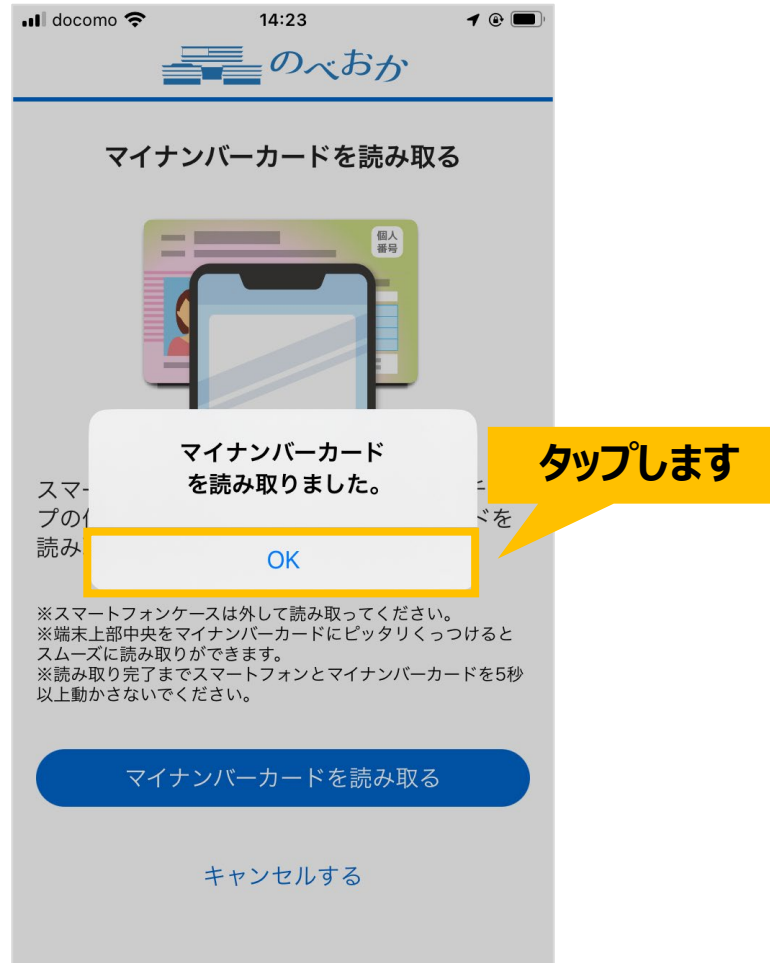 docomo 14:23
のべおか
マイナンバーカードを読み取る
個人
番号
マイナンバーカード
を読み取りました。
タップします
スマ
プの ドを
読み
OK
※スマートフォンケースは外して読み取ってください。
※端末上部中央をマイナンバーカードにピッタリくっつけると
スムーズに読み取りができます。
※読み取り完了までスマートフォンとマイナンバーカードを5秒
以上動かさないでください。
マイナンバーカードを読み取る
キャンセルする